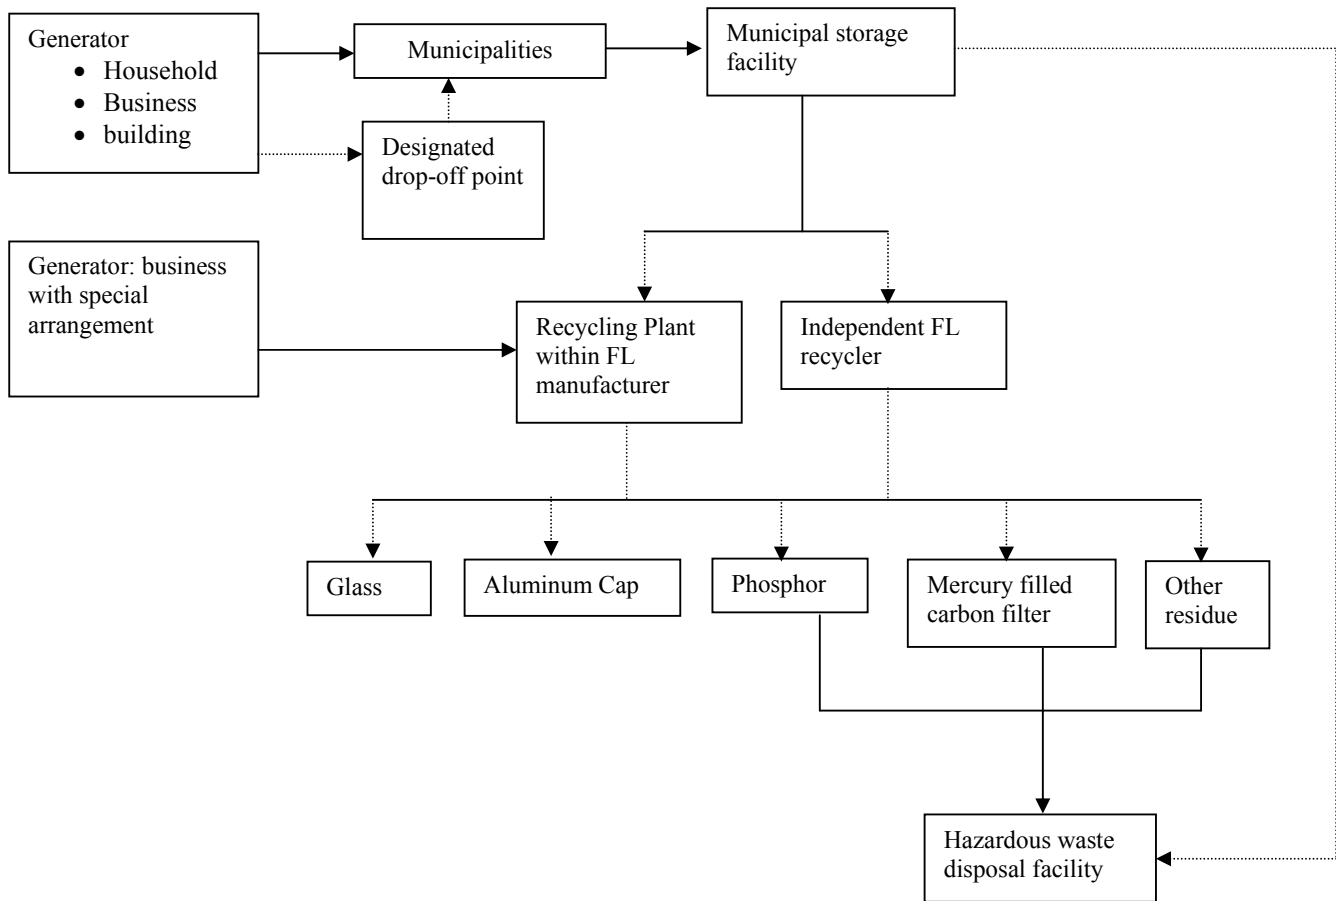 Generator
• Household
• Business
• building
Municipalities
Municipal storage
facility
Designated
drop-off point
Generator: business
with special
arrangement
Recycling Plant
within FL
manufacturer
Independent FL
recycler
Glass
Aluminum Cap
Phosphor
Mercury filled
carbon filter
Other
residue
Hazardous waste
disposal facility